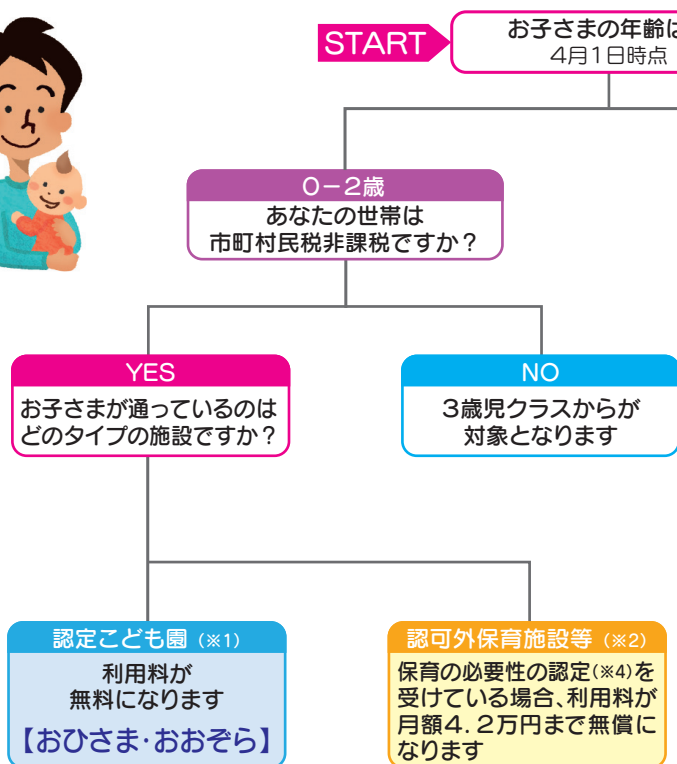 START
お子さまの年齢は
4月1日時点
0－2歳
あなたの世帯は
市町村民税非課税ですか？
YES
お子さまが通っているのは
どのタイプの施設ですか？
NO
3歳児クラスからが
対象となります
認定こども園（※1）
利用料が
無料になります
【おひさま・おおぞら】
認可外保育施設等（※2）
保育の必要性の認定(※4)を
受けている場合、利用料が
月額4．2万円まで無償に
なります